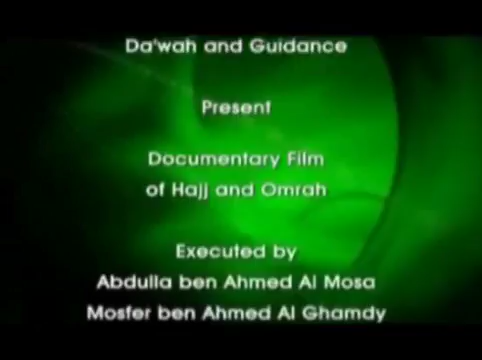 Da'wah and Guidance
Present
Documentary Film
of Hajj and Omrah
Executed by
Abdulla ben Ahmed Al Mosa
Mosfer ben Ahmed Al Ghamdy